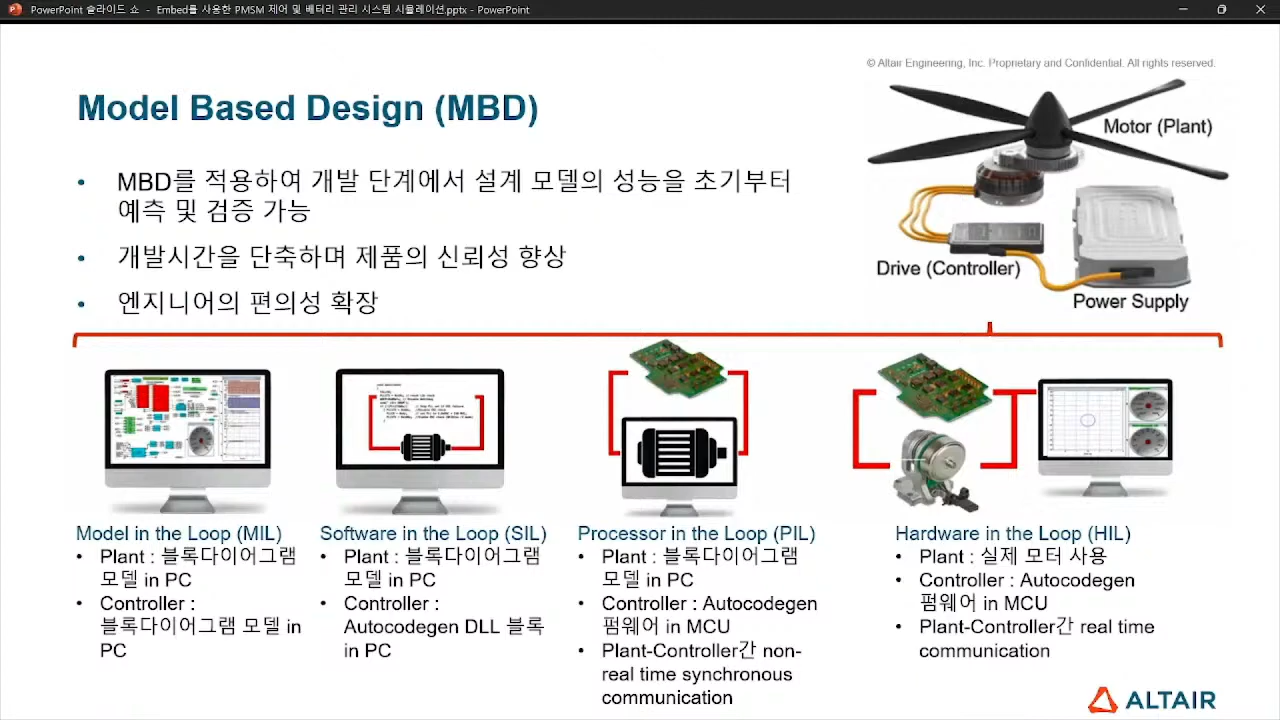 PowerPoint 슬라이드 쇼 - Embed를 사용한 PMSM 제어 및 배터리 관리 시스템 시뮬레이션.pptx - PowerPoint
© Altair Engineering, Inc. Proprietary and Confidential. All rights reserved.
Model Based Design (MBD)
• MBD를 적용하여 개발 단계에서 설계 모델의 성능을 초기부터
예측 및 검증 가능
• 개발시간을 단축하며 제품의 신뢰성 향상
• 엔지니어의 편의성 확장
Motor (Plant)
Drive (Controller)
Power Supply
Model in the Loop (MIL)
• Plant : 블록다이어그램
모델 in PC
• Controller :
블록다이어그램 모델 in
PC
Software in the Loop (SIL)
• Plant : 블록다이어그램
모델 in PC
• Controller :
Autocodegen DLL 블록
in PC
Processor in the Loop (PIL)
• Plant : 블록다이어그램
모델 in PC
• Controller : Autocodegen
펌웨어 in MCU
• Plant-Controller간 non-
real time synchronous
communication
Hardware in the Loop (HIL)
• Plant : 실제 모터 사용
• Controller : Autocodegen
펌웨어 in MCU
• Plant-Controller간 real time
communication
ALTAIR